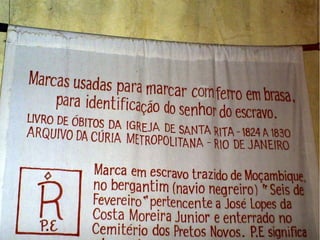 Marcas usadas para marcar com ferro em brasa,
para identificação do senhor do escravo.
LIVRO DE ÓBITOS DA IGREJA DE SANTA RITA - 1824 A 1830
ARQUIVO DA CÚRIA METROPOLITANA - RIO DE JANEIRO
R
P.E
Marca em escravo trazido de Moçambique,
no bergantim (navio negreiro) "Seis de
Fevereiro" pertencente a José Lopes da
Costa Moreira Junior e enterrado no
Cemitério dos Pretos Novos. P.E significa